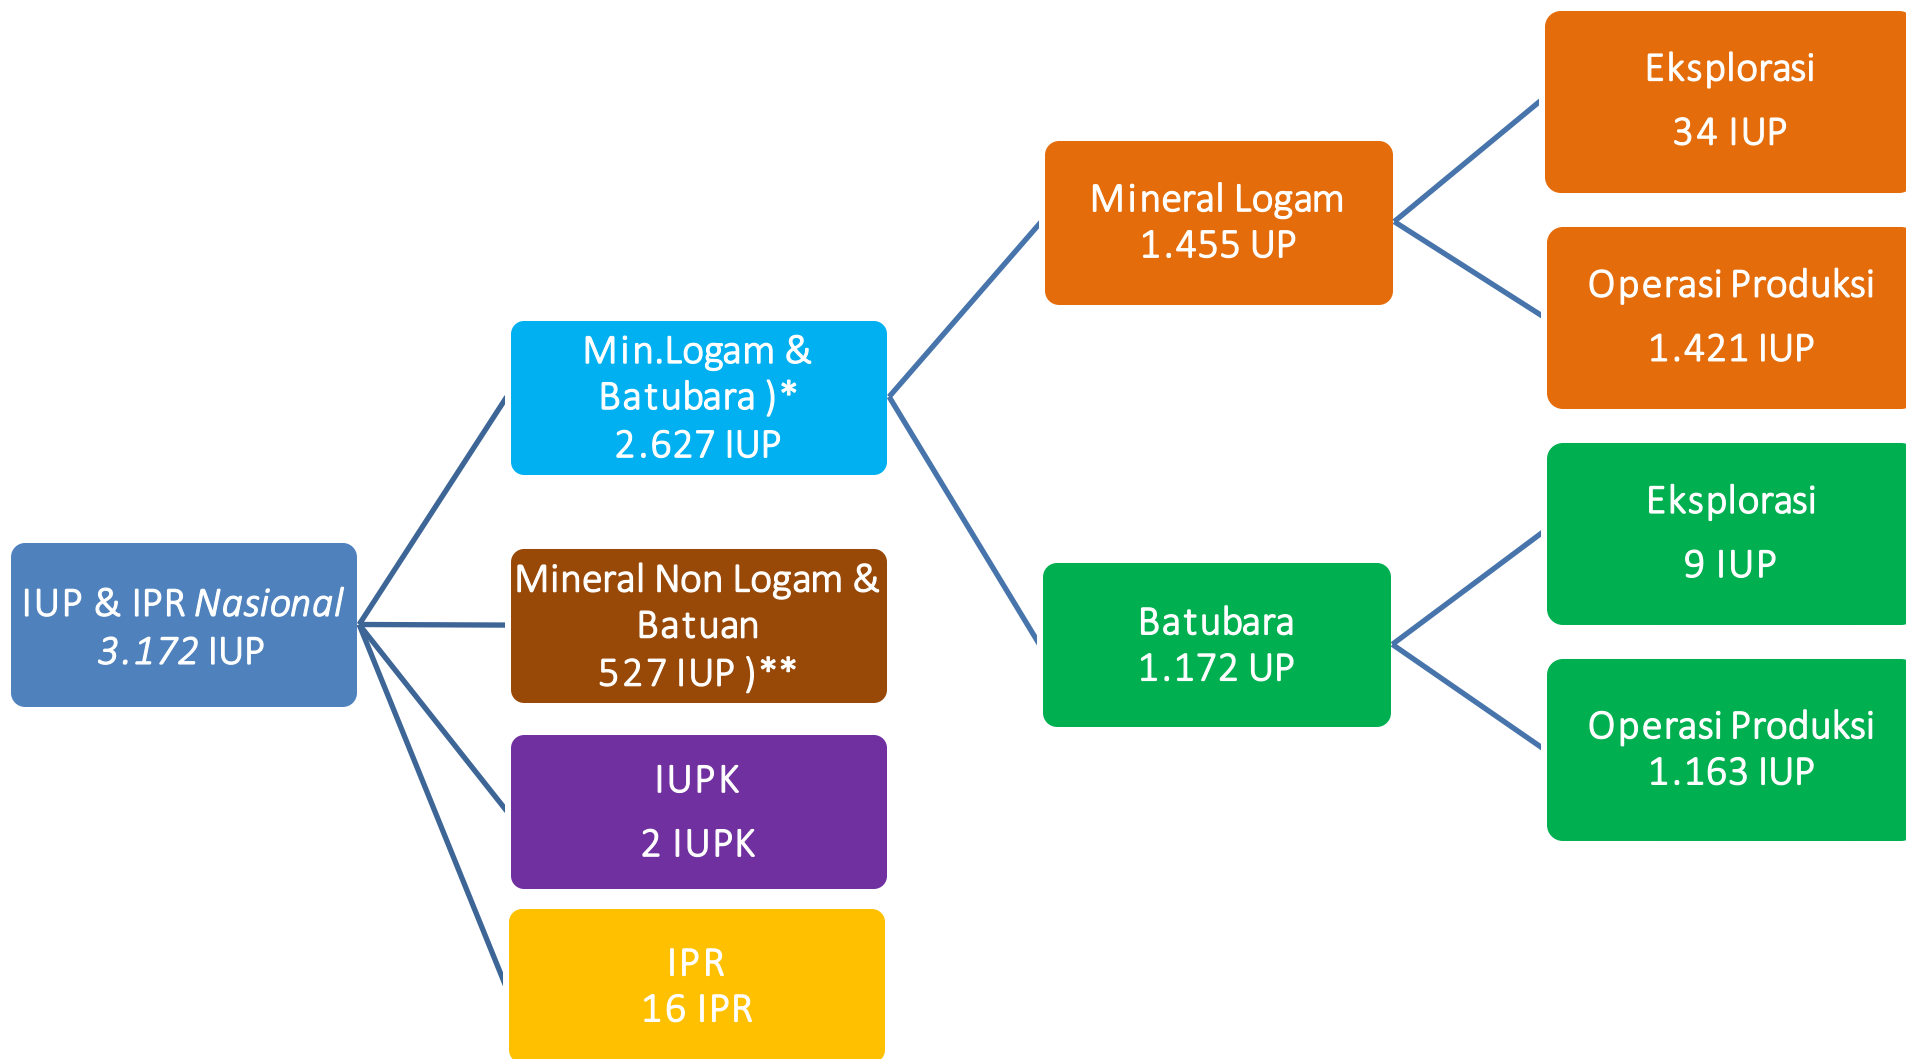 IUP & IPR Nasional
3.172 IUP
Min.Logam &
Batubara )*
2.627 IUP
Mineral Non Logam &
Batuan
527 IUP )**
IUPK
2 IUPK
IPR
16 IPR
Mineral Logam
1.455 UP
Batubara
1.172 UP
Eksplorasi
34 IUP
Operasi Produksi
1.421 IUP
Eksplorasi
9 IUP
Operasi Produksi
1.163 IUP